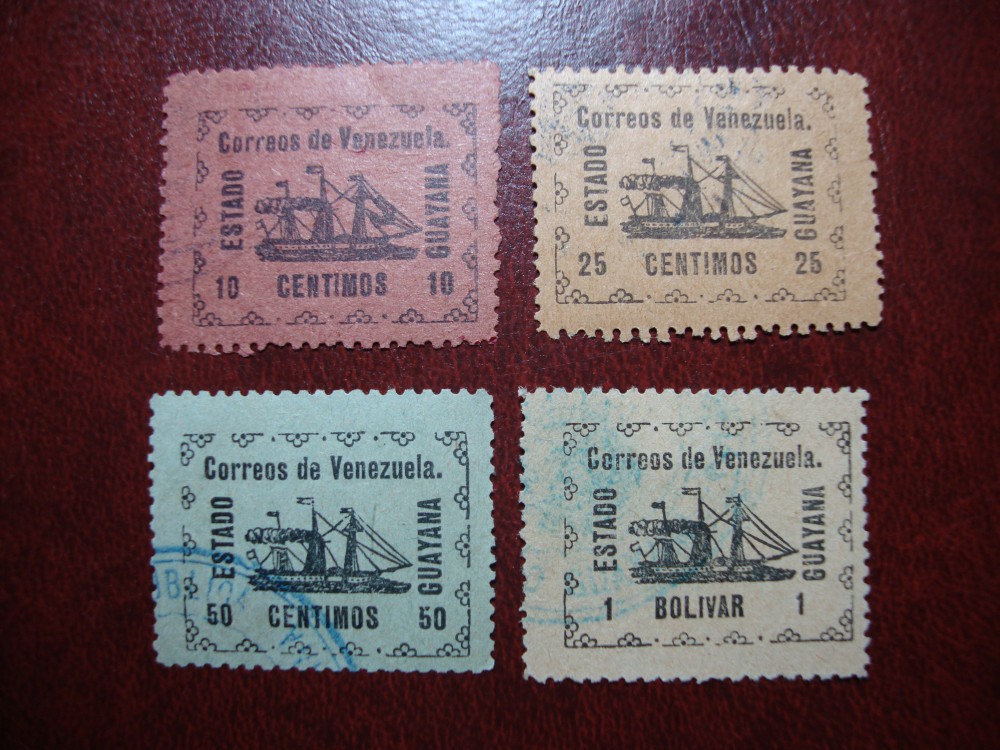 Correos de Venezuela.
ESTADO
GUAYANA
10 CENTIMOS 10
Correos de Venezuela.
ESTADO
GUAYANA
25 CENTIMOS 25
Correos de Venezuela.
ESTADO
GUAYANA
50 CENTIMOS 50
Correos de Venezuela.
ESTADO
GUAYANA
1 BOLIVAR 1